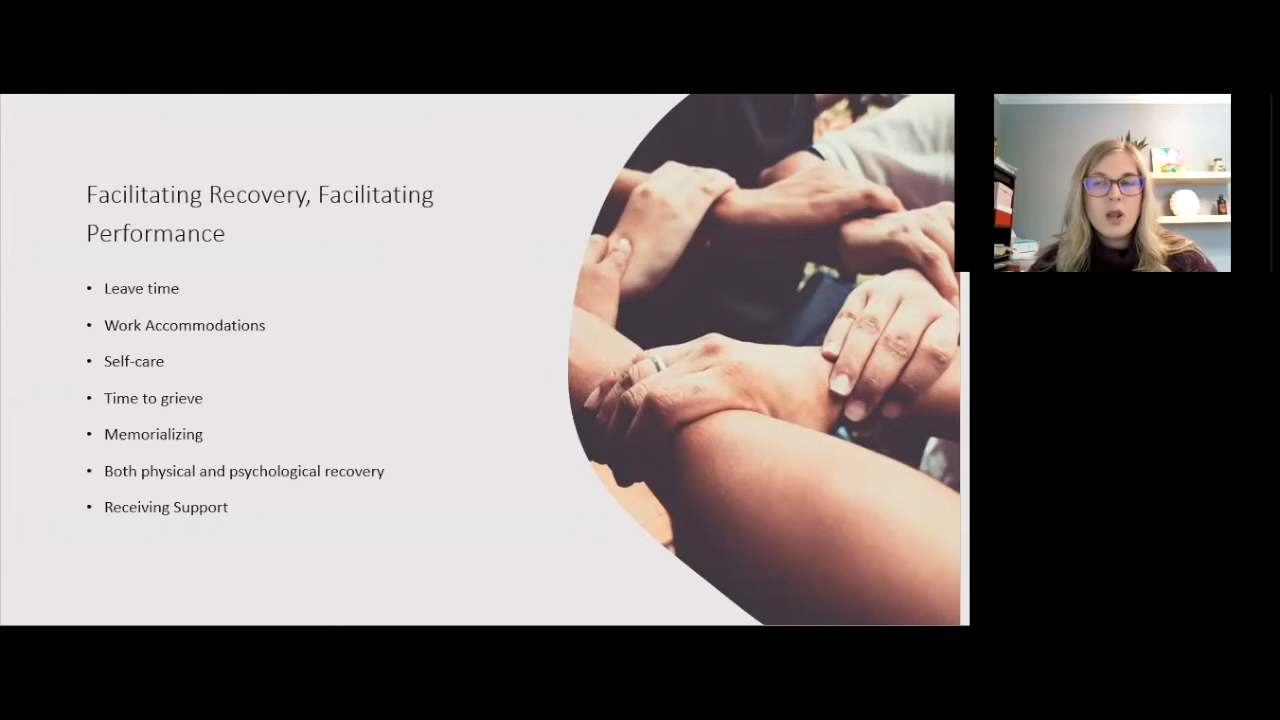 Facilitating Recovery, Facilitating
Performance
• Leave time
• Work Accommodations
• Self-care
• Time to grieve
• Memorializing
• Both physical and psychological recovery
• Receiving Support